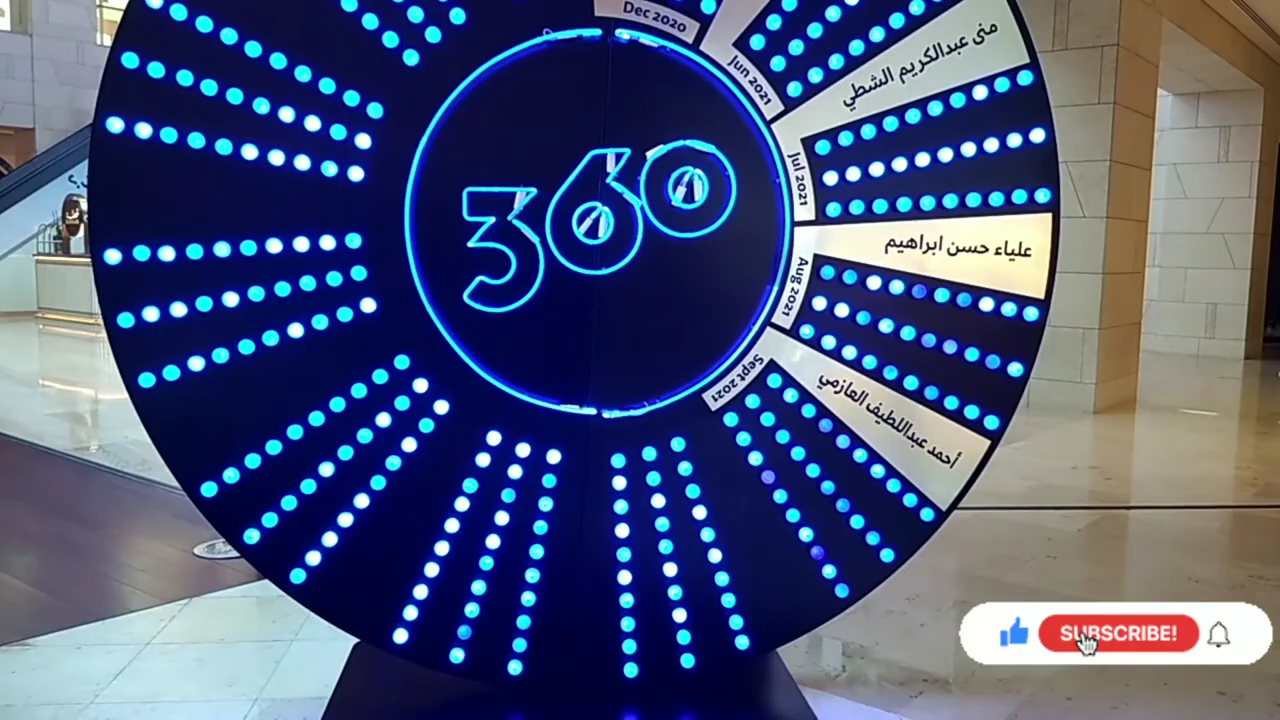 Dec 2020
Jun 2021
منى عبدالكريم الشطي
Jul 2021
360
علياء حسن ابراهيم
Aug 2021
أحمد عبداللطيف العازمي
Sept 2021
SUBSCRIBE!